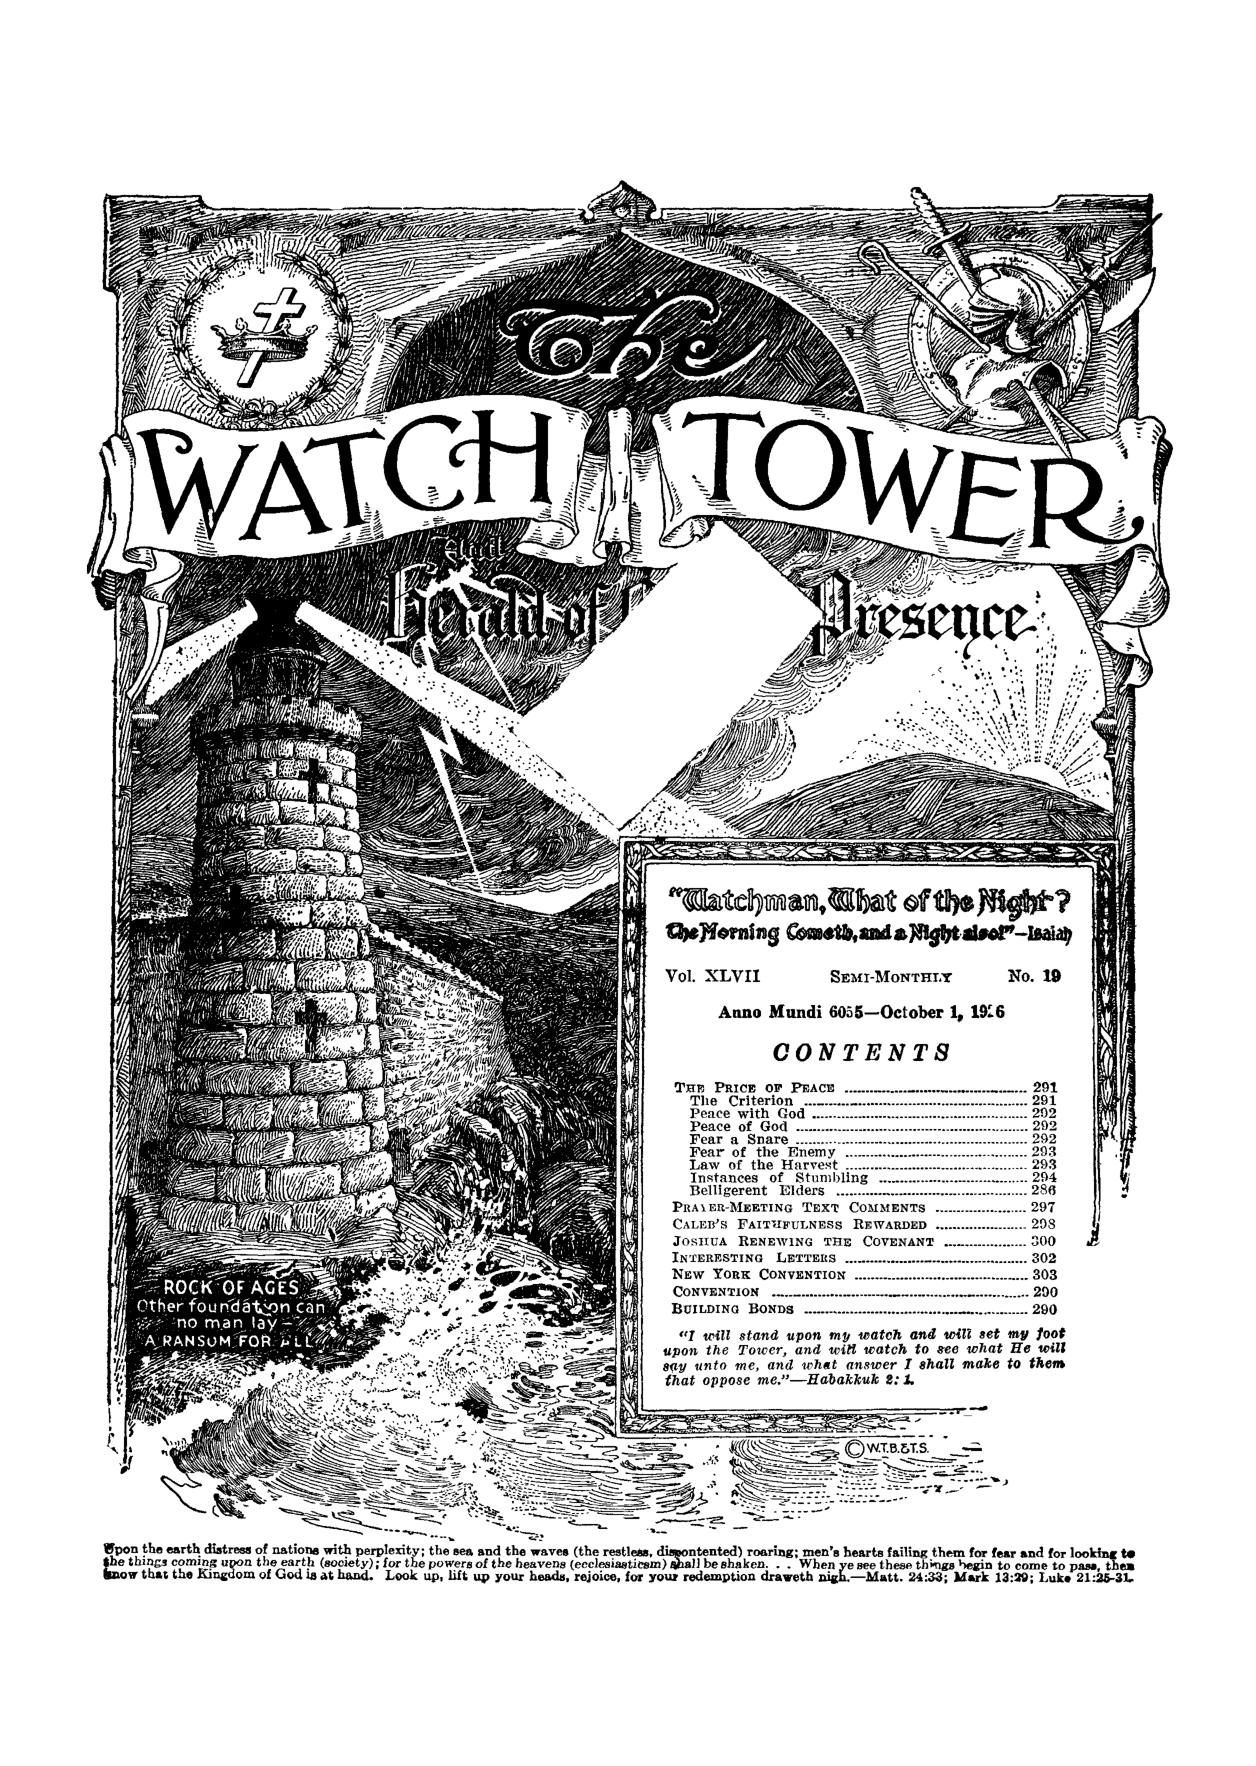 The
WATCH TOWER,
And
Herald of Presence
"Watchman, What of the Night?
The Morning Cometh, and a Night also!"—Isaiah
Vol. XLVII SEMI-MONTHLY No. 19
Anno Mundi 6055—October 1, 1926
CONTENTS
THE PRICE OF PEACE 291
The Criterion 291
Peace with God 292
Peace of God 292
Fear a Snare 292
Fear of the Enemy 293
Law of the Harvest 293
Instances of Stumbling 294
Belligerent Elders 286
PRAYER-MEETING TEXT COMMENTS 297
CALEB'S FAITHFULNESS REWARDED 298
JOSHUA RENEWING THE COVENANT 300
INTERESTING LETTERS 302
NEW YORK CONVENTION 303
CONVENTION 290
BUILDING BONDS 290
"I will stand upon my watch and will set my foot
upon the Tower, and will watch to see what He will
say unto me, and what answer I shall make to them
that oppose me."—Habakkuk 2:1.
ROCK OF AGES
Other foundation can
no man lay—
A RANSOM FOR ALL
© W.T.B.&T.S.
Upon the earth distress of nations with perplexity; the sea and the waves (the restless, discontented) roaring; men's hearts failing them for fear and for looking to
the things coming upon the earth (society); for the powers of the heavens (ecclesiasticsm) shall be shaken. . . When ye see these things begin to come to pass, then
know that the Kingdom of God is at hand. Look up, lift up your heads, rejoice, for your redemption draweth nigh.—Matt. 24:33; Mark 13:29; Luke 21:25-31.